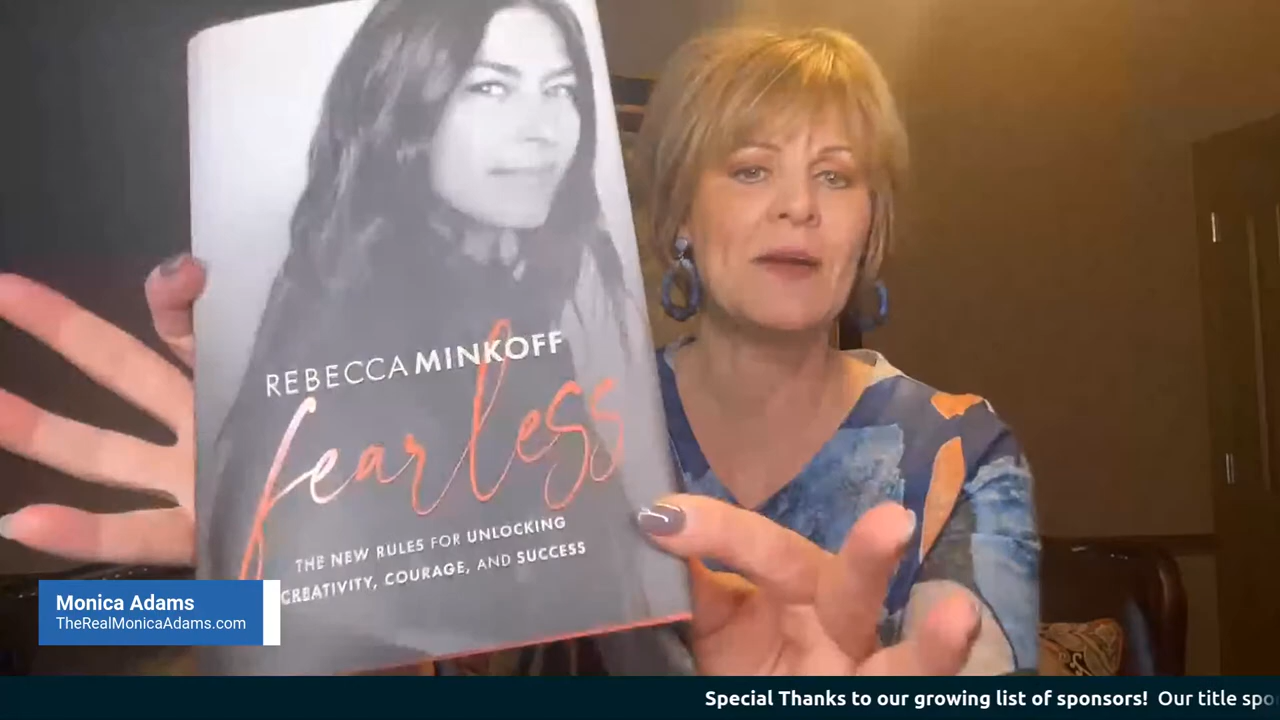 REBECCA MINKOFF
fearless
THE NEW RULES FOR UNLOCKING
CREATIVITY, COURAGE, AND SUCCESS
Monica Adams
TheRealMonicaAdams.com
Special Thanks to our growing list of sponsors! Our title spo